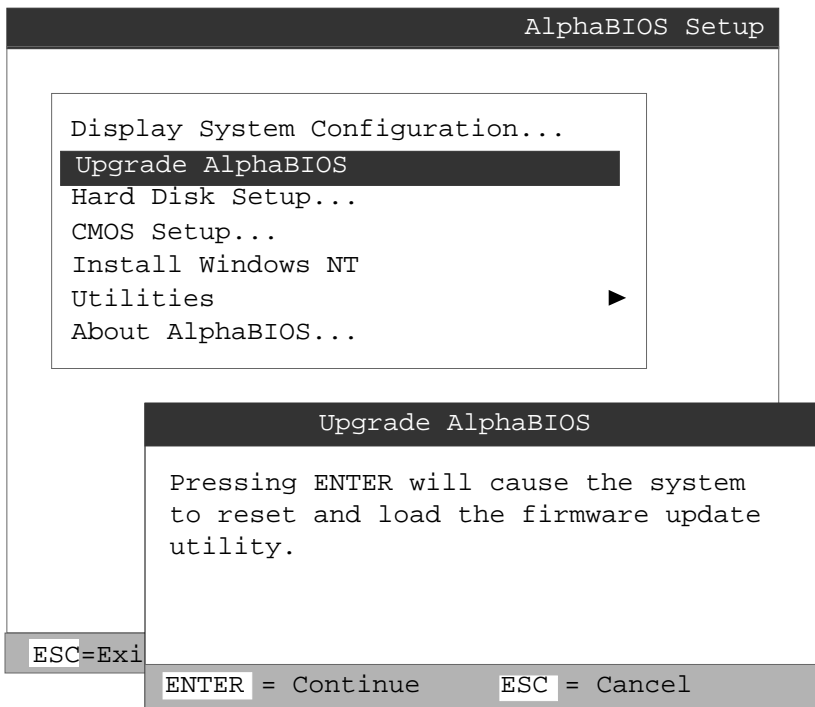 AlphaBIOS Setup
Display System Configuration...
Upgrade AlphaBIOS
Hard Disk Setup...
CMOS Setup...
Install Windows NT
Utilities
About AlphaBIOS...
Upgrade AlphaBIOS
Pressing ENTER will cause the system
to reset and load the firmware update
utility.
ESC=Exi
ENTER = Continue ESC = Cancel